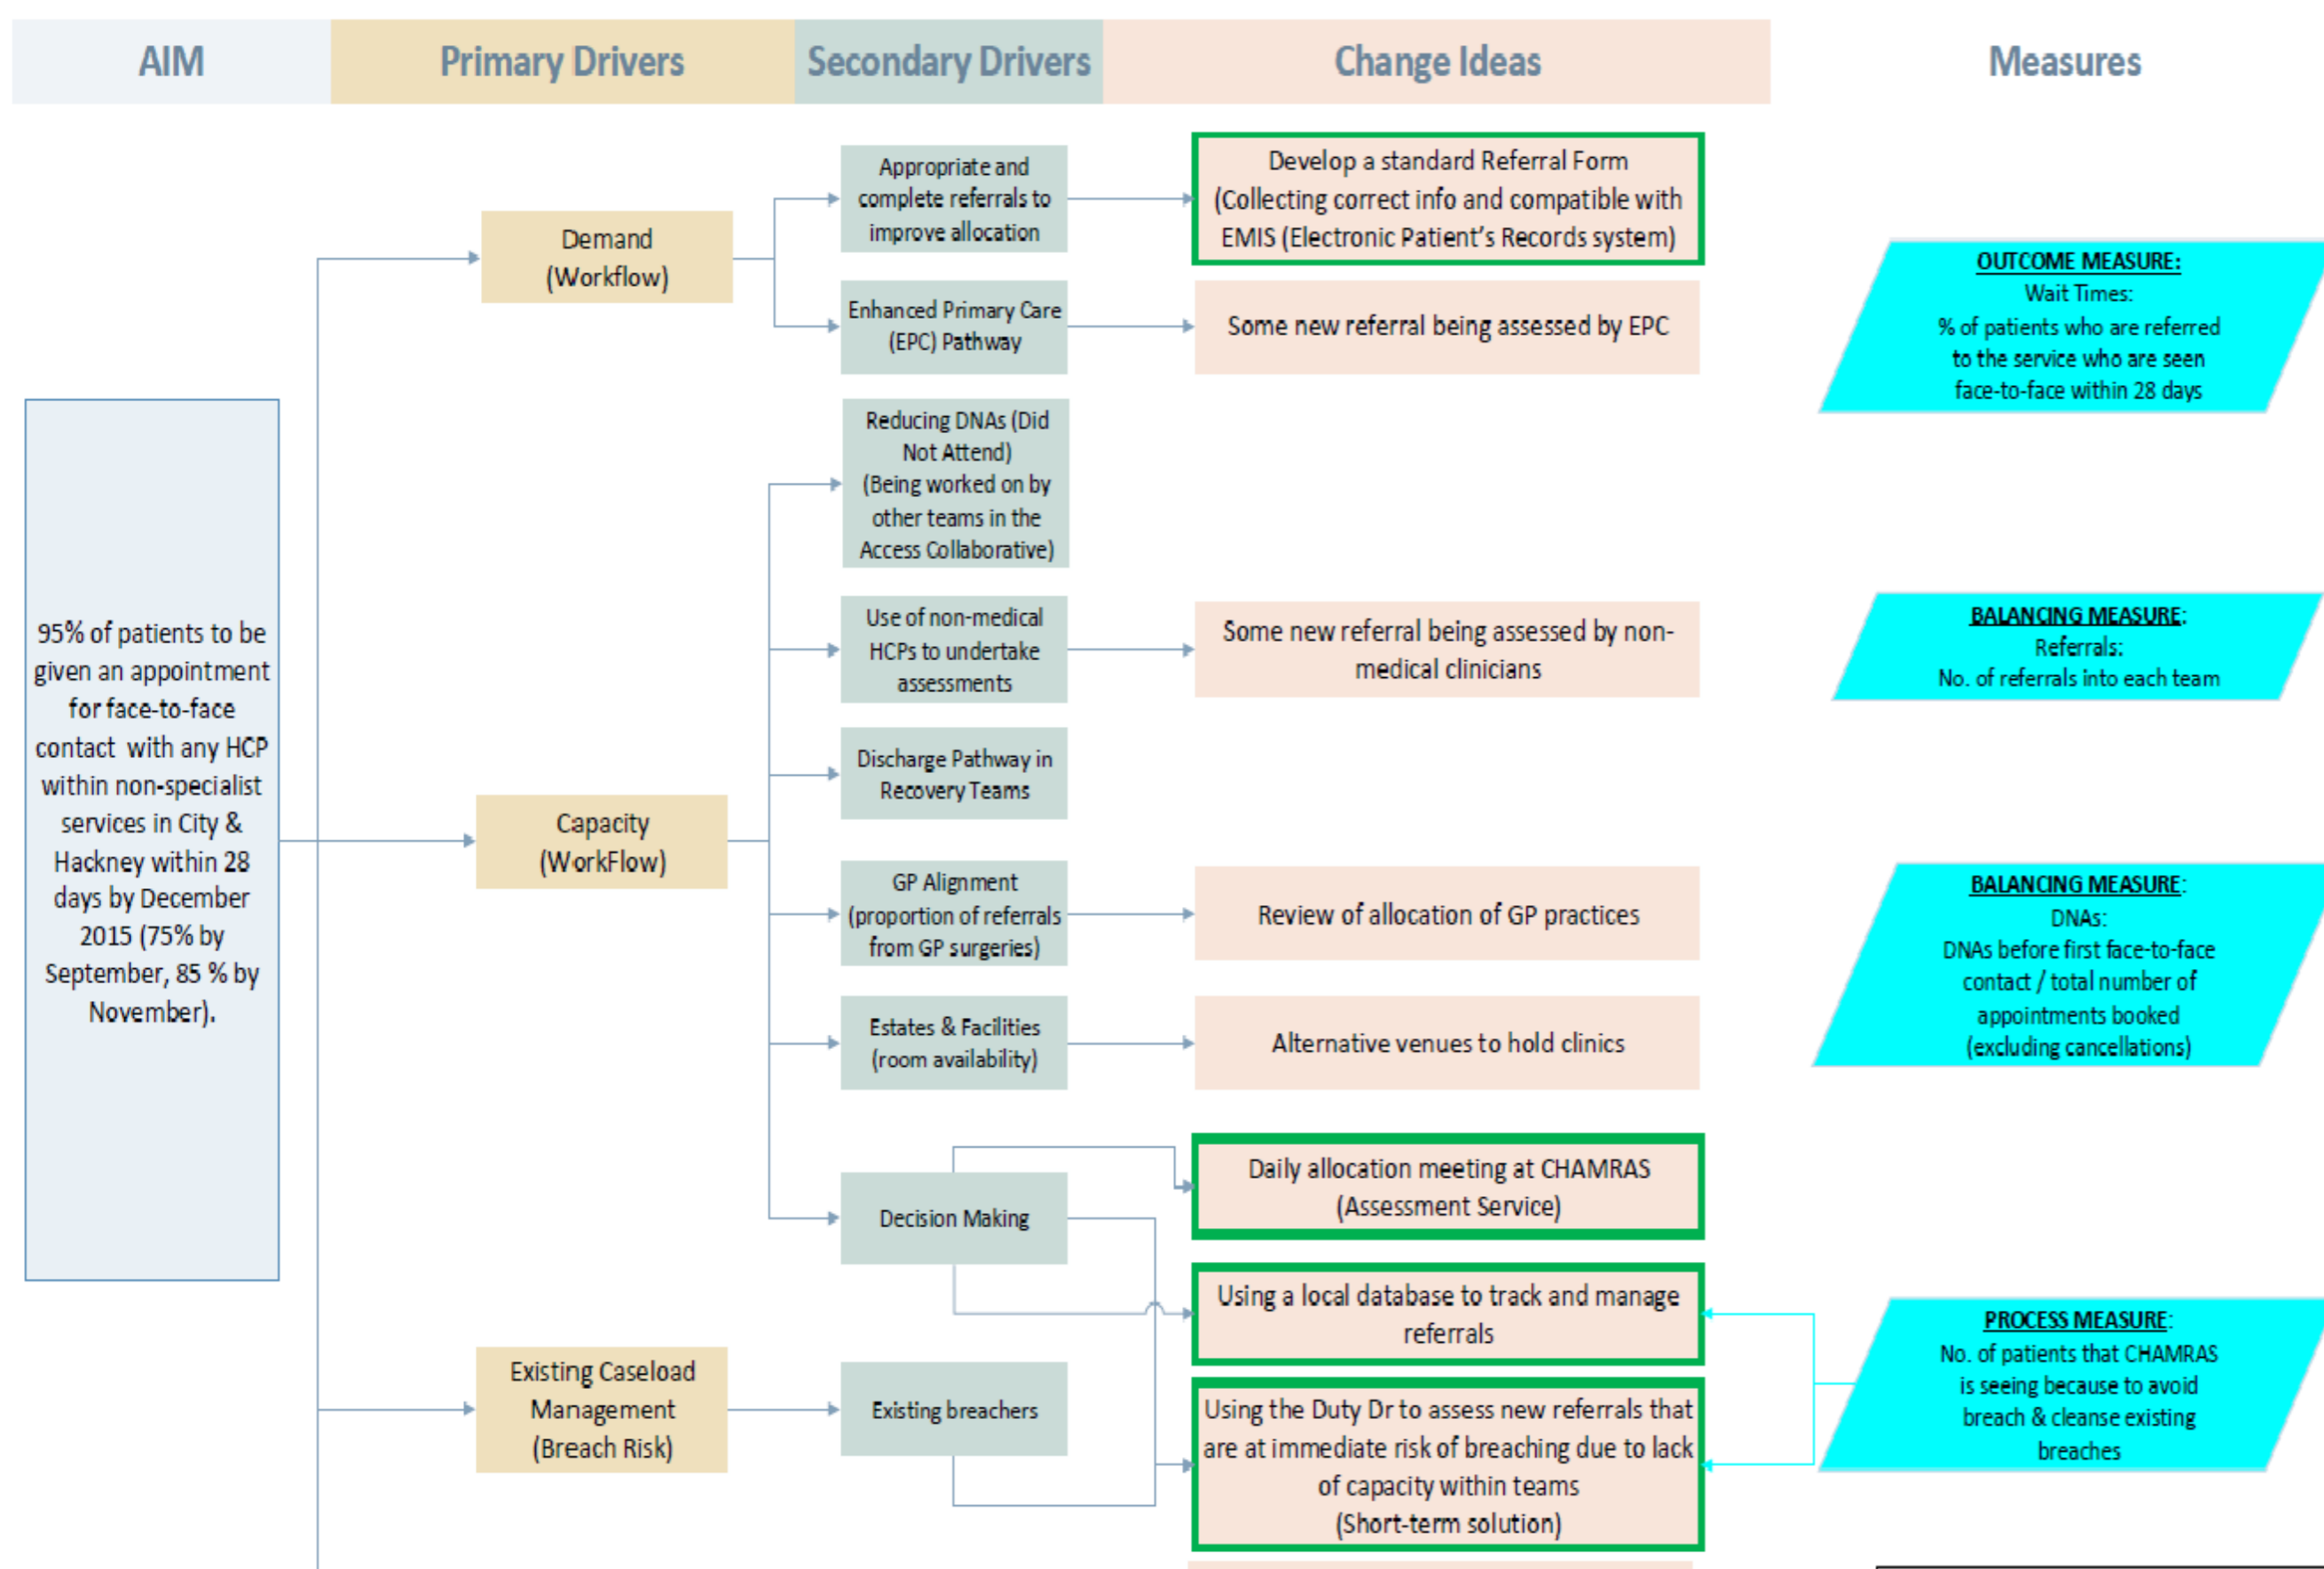 AIM
Primary Drivers
Secondary Drivers
Change Ideas
Measures
95% of patients to be
given an appointment
for face-to-face
contact with any HCP
within non-specialist
services in City &
Hackney within 28
days by December
2015 (75% by
September, 85 % by
November).
Demand
(Workflow)
Capacity
(WorkFlow)
Existing Caseload
Management
(Breach Risk)
Appropriate and
complete referrals to
improve allocation
Enhanced Primary Care
(EPC) Pathway
Reducing DNAs (Did
Not Attend)
(Being worked on by
other teams in the
Access Collaborative)
Use of non-medical
HCPs to undertake
assessments
Discharge Pathway in
Recovery Teams
GP Alignment
(proportion of referrals
from GP surgeries)
Estates & Facilities
(room availability)
Decision Making
Existing breachers
Develop a standard Referral Form
(Collecting correct info and compatible with
EMIS (Electronic Patient's Records system)
Some new referral being assessed by EPC
Some new referral being assessed by non-
medical clinicians
Review of allocation of GP practices
Alternative venues to hold clinics
Daily allocation meeting at CHAMRAS
(Assessment Service)
Using a local database to track and manage
referrals
Using the Duty Dr to assess new referrals that
are at immediate risk of breaching due to lack
of capacity within teams
(Short-term solution)
OUTCOME MEASURE:
Wait Times:
% of patients who are referred
to the service who are seen
face-to-face within 28 days
BALANCING MEASURE:
Referrals:
No. of referrals into each team
BALANCING MEASURE:
DNAs:
DNAs before first face-to-face
contact / total number of
appointments booked
(excluding cancellations)
PROCESS MEASURE:
No. of patients that CHAMRAS
is seeing because to avoid
breach & cleanse existing
breaches